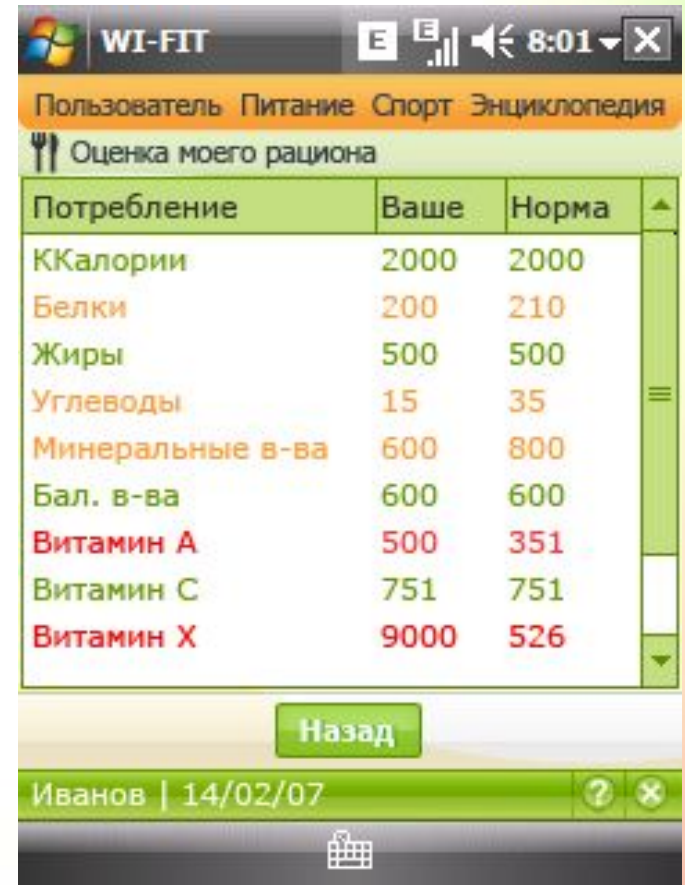 WI-FIT E E 8:01
Пользователь Питание Спорт Энциклопедия
Оценка моего рациона
Потребление Ваше Норма
ККалории 2000 2000
Белки 200 210
Жиры 500 500
Углеводы 15 35
Минеральные в-ва 600 800
Бал. в-ва 600 600
Витамин А 500 351
Витамин С 751 751
Витамин Х 9000 526
Назад
Иванов | 14/02/07 ?